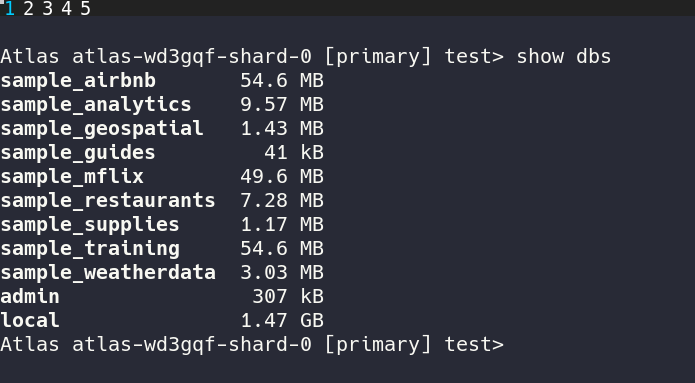 1 2 3 4 5
Atlas atlas-wd3gqf-shard-0 [primary] test> show dbs
sample_airbnb       54.6 MB
sample_analytics    9.57 MB
sample_geospatial   1.43 MB
sample_guides         41 kB
sample_mflix        49.6 MB
sample_restaurants  7.28 MB
sample_supplies     1.17 MB
sample_training     54.6 MB
sample_weatherdata  3.03 MB
admin                307 kB
local               1.47 GB
Atlas atlas-wd3gqf-shard-0 [primary] test>